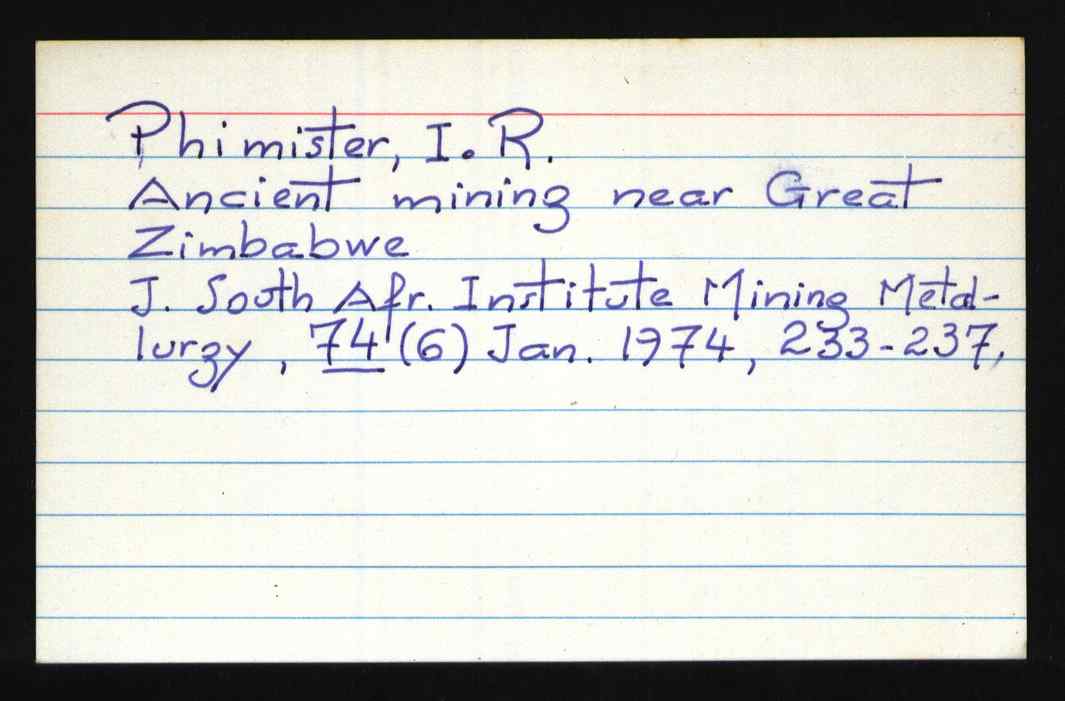 Phimister, I. R.
Ancient mining near Great
Zimbabwe
J. South Afr. Institute Mining Metal-
lurgy, 74 (6) Jan. 1974, 233-237.